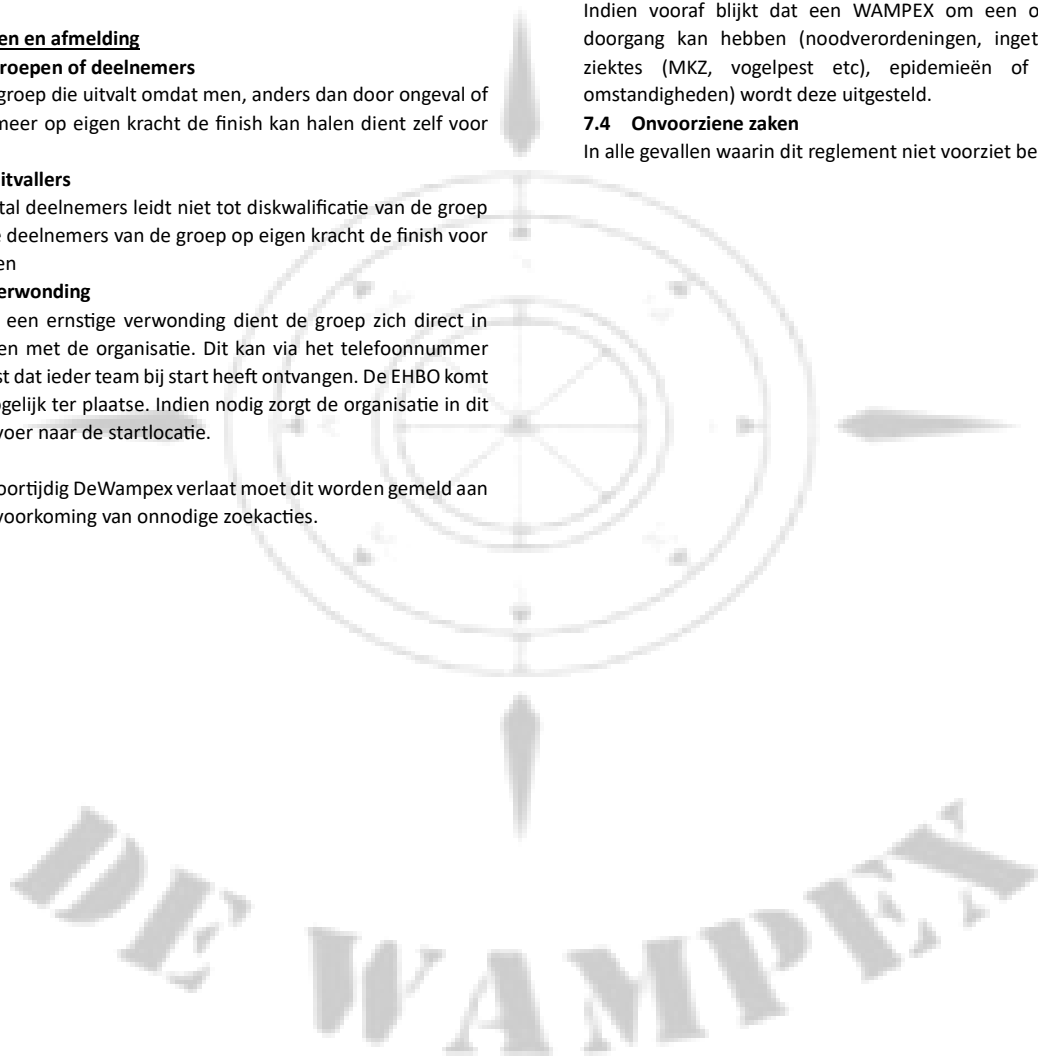 en en afmelding
roepen of deelnemers
groep die uitvalt omdat men, anders dan door ongeval of
meer op eigen kracht de finish kan halen dient zelf voor
itvallers
tal deelnemers leidt niet tot diskwalificatie van de groep
e deelnemers van de groep op eigen kracht de finish voor
en
erwonding
een ernstige verwonding dient de groep zich direct in
en met de organisatie. Dit kan via het telefoonnummer
st dat ieder team bij start heeft ontvangen. De EHBO komt
ogelijk ter plaatse. Indien nodig zorgt de organisatie in dit
voer naar de startlocatie.
oortijdig DeWampex verlaat moet dit worden gemeld aan
voorkoming van onnodige zoekacties.
Indien vooraf blijkt dat een WAMPEX om een o
doorgang kan hebben (noodverordeningen, inget
ziektes (MKZ, vogelpest etc), epidemieën of
omstandigheden) wordt deze uitgesteld.
7.4 Onvoorziene zaken
In alle gevallen waarin dit reglement niet voorziet be
DE WAMPEX